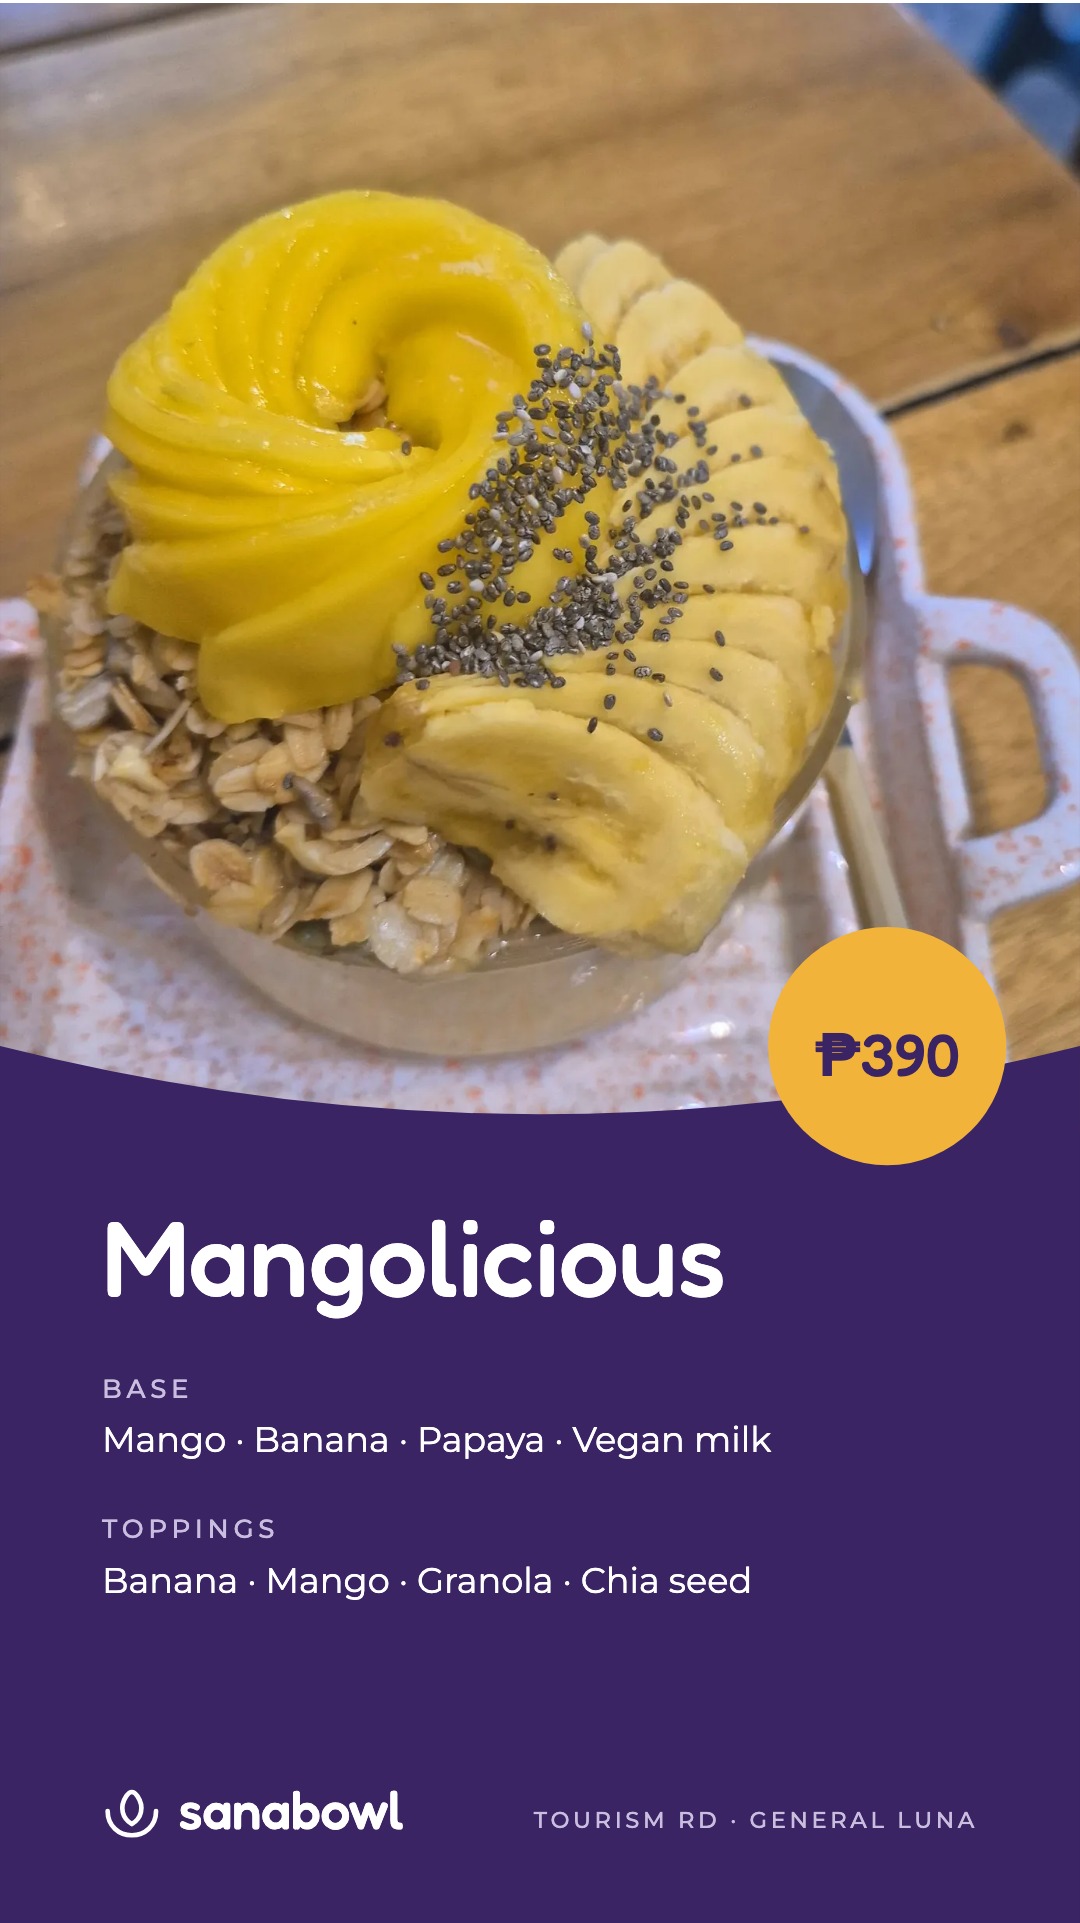 ₱390
Mangolicious
BASE
Mango · Banana · Papaya · Vegan milk
TOPPINGS
Banana · Mango · Granola · Chia seed
sanabowl
TOURISM RD · GENERAL LUNA